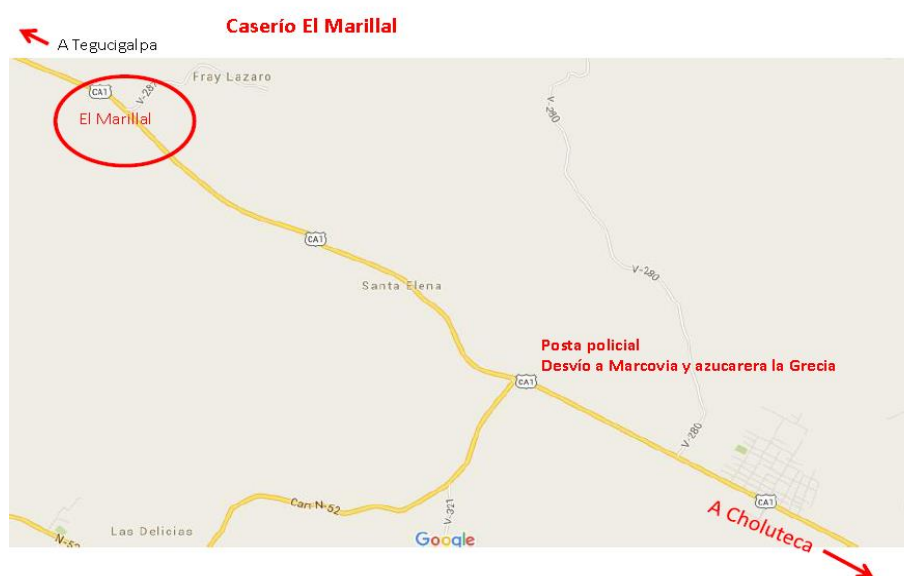 Caserío El Marillal
A Tegucigalpa
Fray Lazaro
CA1
V-282
El Marillal
V-280
CA1
V-280
Santa Elena
Posta policial
Desvío a Marcovia y azucarera la Grecia
CA1
V-280
CA1
Carr N-52
V-321
A Choluteca
Las Delicias
N-52
Google